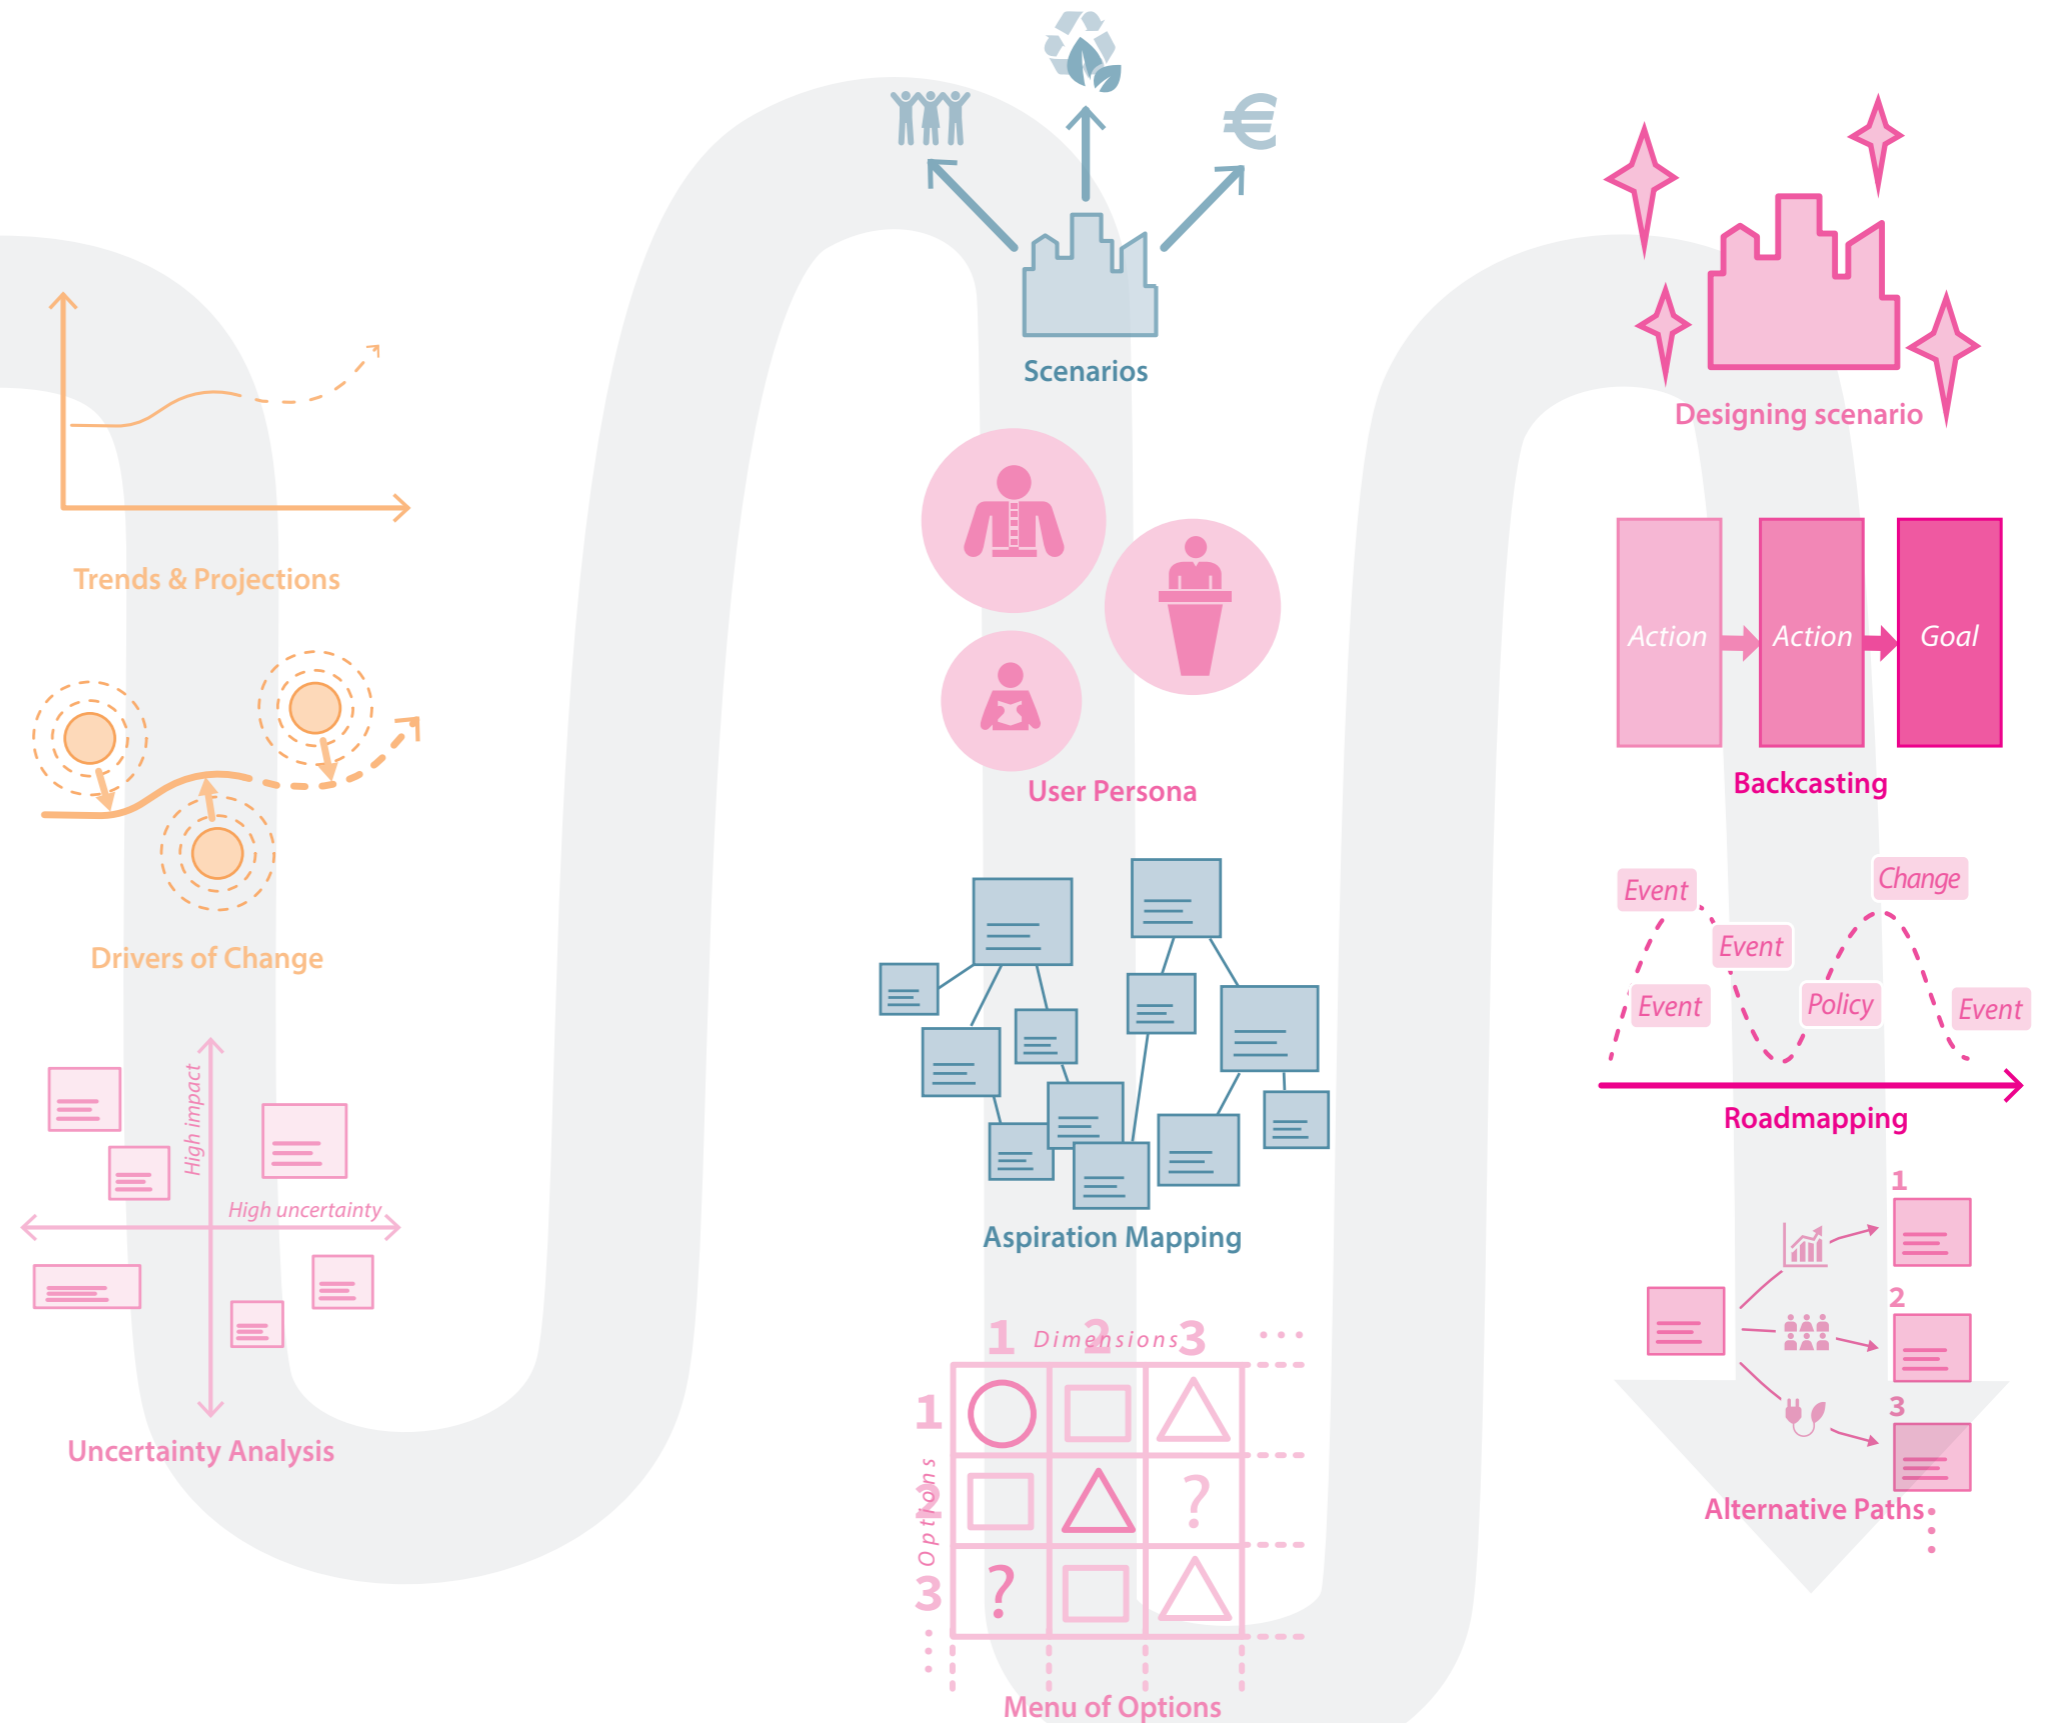 Trends & Projections
Drivers of Change
High impact
High uncertainty
Uncertainty Analysis
€
Scenarios
User Persona
Aspiration Mapping
1 2 3 ...
Dimensions
1
2
3
Options
?
?
Menu of Options
Designing scenario
Action
Action
Goal
Backcasting
Event
Change
Event
Event
Policy
Event
Roadmapping
1
2
3
Alternative Paths